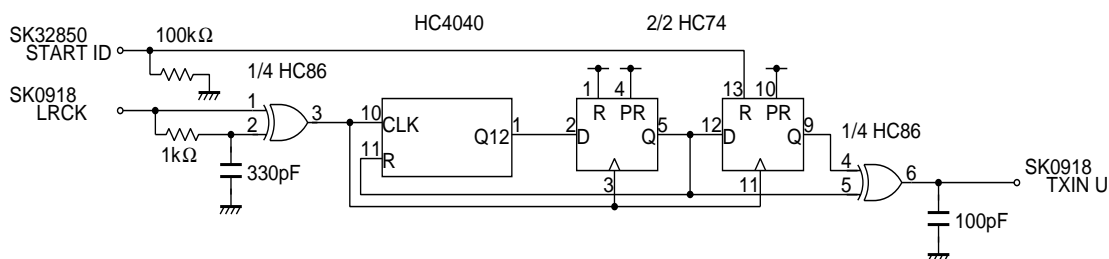 HC4040
2/2 HC74
SK32850
START ID
100kΩ
1/4 HC86
SK0918
LRCK
1
2
3
1kΩ
330pF
10
CLK
11
R
Q12
1
1
4
R
PR
2
D
Q
5
3
13
10
R
PR
12
D
Q
9
11
1/4 HC86
4
5
6
SK0918
TXIN U
100pF